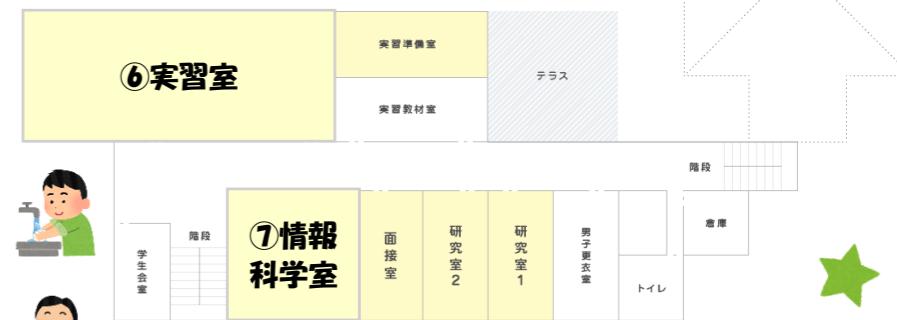 実習準備室
⑥実習室
テラス
実習教材室
階段
倉庫
階段
⑦情報
科学室
面接室
研究室2
研究室1
男子更衣室
学生会室
トイレ